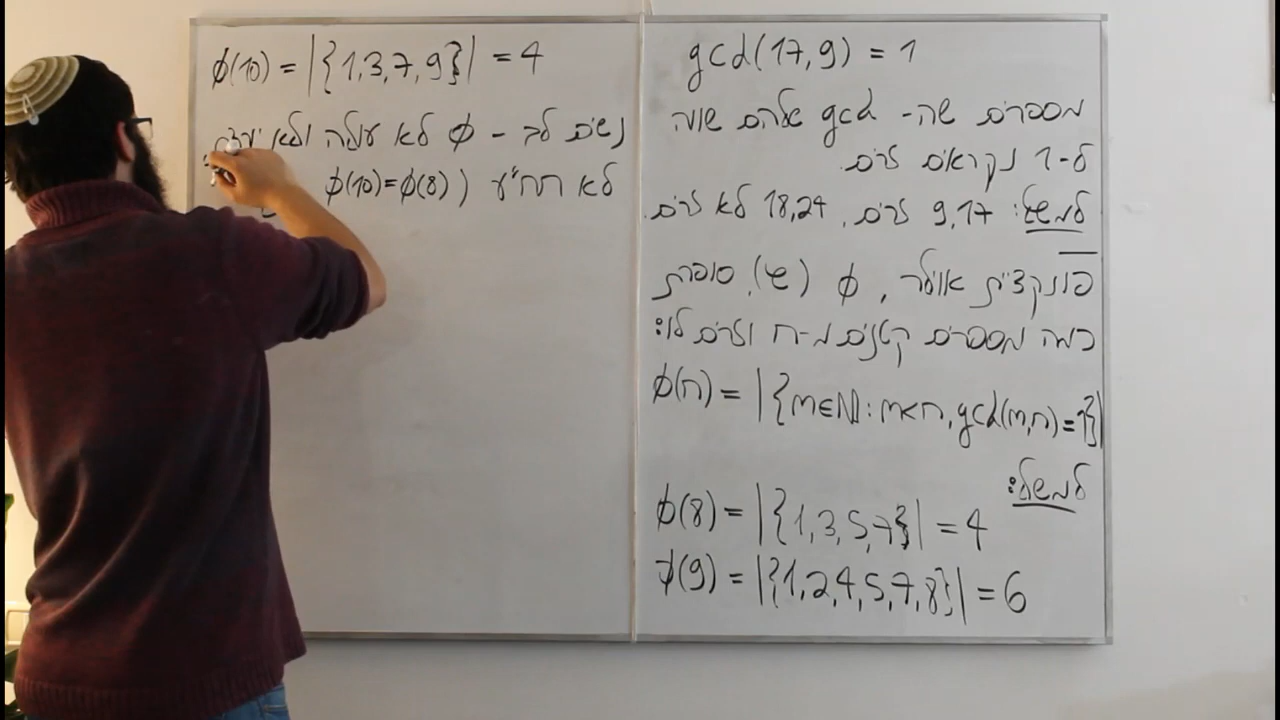 gcd(17,9) = 1
מספרים שה- gcd שלהם שווה
ל-1 נקראים זרים.
למשל: 9,17 זרים, 18,24 לא זרים.
פונקציית אוילר, ϕ (פי), סופרת
כמה מספרים קטנים מ-n וזרים לו:
ϕ(n) = |{m∈ℕ: m<n, gcd(m,n)=1}|
למשל:
ϕ(8) = |{1,3,5,7}| = 4
ϕ(9) = |{1,2,4,5,7,8}| = 6
ϕ(10) = |{1,3,7,9}| = 4
נשים לב - ϕ לא עולה ולא
לא חח"ע ( ϕ(10)=ϕ(8)